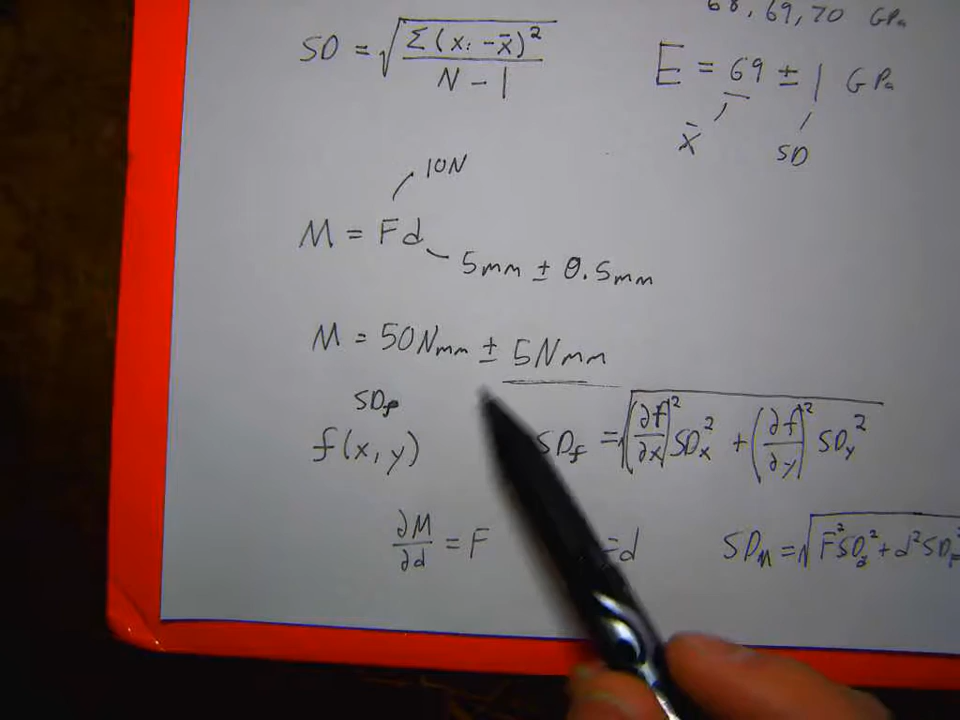 68, 69, 70 GPa
SD = √(Σ(xᵢ - x̄)² / N - 1)
E = 69 ± 1 GPa
x̄ SD
10N
M = Fd
5mm ± 0.5mm
M = 50Nmm ± 5Nmm
SD_f
f(x, y) SD_f = √((∂f/∂x)² SD_x² + (∂f/∂y)² SD_y²)
∂M/∂d = F = d SD_M = √(F² SD_d² + d² SD_F²